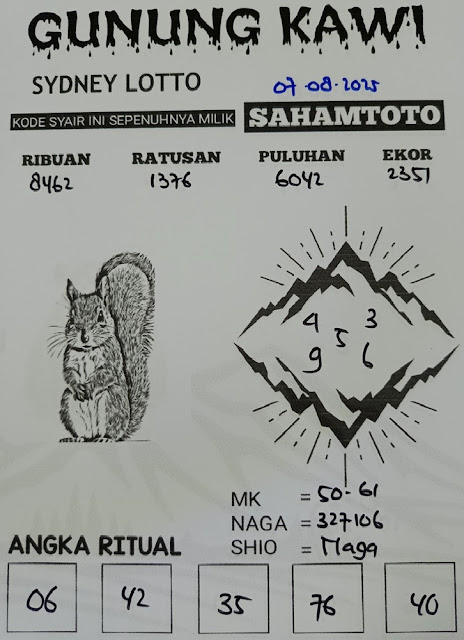 GUNUNG KAWI
SYDNEY LOTTO 07-08-2025
KODE SYAIR INI SEPENUHNYA MILIK SAHAMTOTO
RIBUAN RATUSAN PULUHAN EKOR
8462 1376 6042 2351
4 3
5
9 6
MK = 50-61
NAGA = 327106
SHIO = Naga
ANGKA RITUAL
06 42 35 76 40